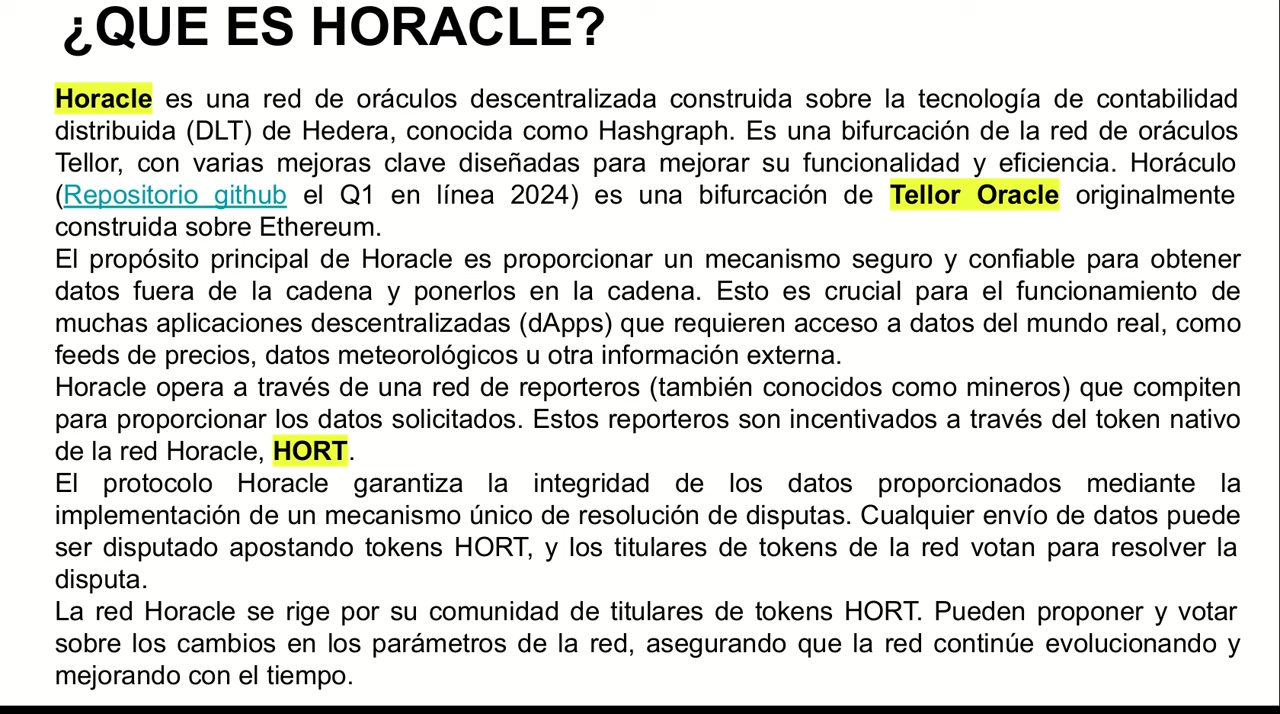 ¿QUE ES HORACLE?
Horacle es una red de oráculos descentralizada construida sobre la tecnología de contabilidad
distribuida (DLT) de Hedera, conocida como Hashgraph. Es una bifurcación de la red de oráculos
Tellor, con varias mejoras clave diseñadas para mejorar su funcionalidad y eficiencia. Horáculo
(Repositorio github el Q1 en línea 2024) es una bifurcación de Tellor Oracle originalmente
construida sobre Ethereum.
El propósito principal de Horacle es proporcionar un mecanismo seguro y confiable para obtener
datos fuera de la cadena y ponerlos en la cadena. Esto es crucial para el funcionamiento de
muchas aplicaciones descentralizadas (dApps) que requieren acceso a datos del mundo real, como
feeds de precios, datos meteorológicos u otra información externa.
Horacle opera a través de una red de reporteros (también conocidos como mineros) que compiten
para proporcionar los datos solicitados. Estos reporteros son incentivados a través del token nativo
de la red Horacle, HORT.
El protocolo Horacle garantiza la integridad de los datos proporcionados mediante la
implementación de un mecanismo único de resolución de disputas. Cualquier envío de datos puede
ser disputado apostando tokens HORT, y los titulares de tokens de la red votan para resolver la
disputa.
La red Horacle se rige por su comunidad de titulares de tokens HORT. Pueden proponer y votar
sobre los cambios en los parámetros de la red, asegurando que la red continúe evolucionando y
mejorando con el tiempo.